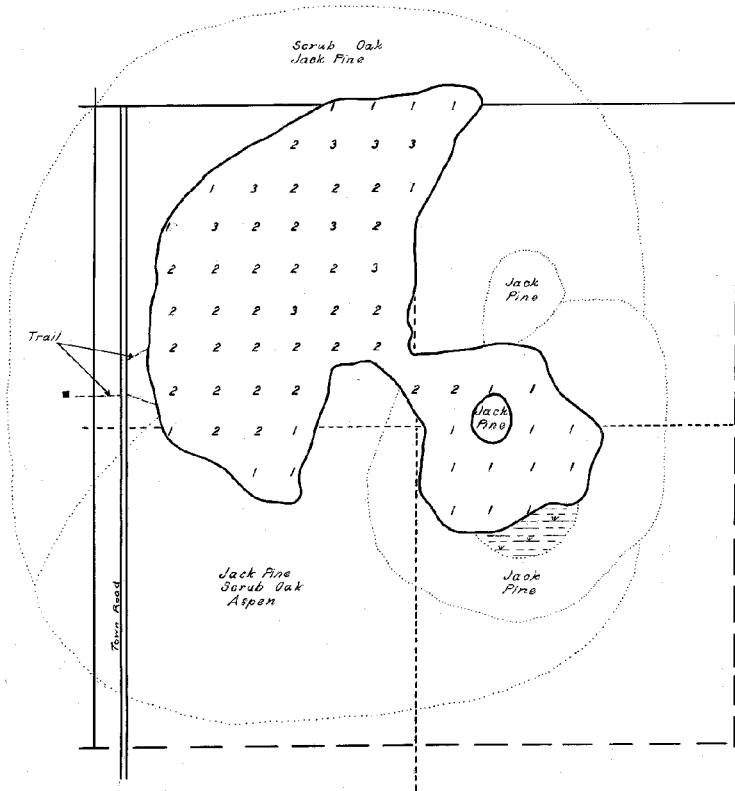 Scrub Oak
Jack Pine
1 1 1 1
2 3 3 3
1 3 2 2 2 1
1 3 2 2 3 2
2 2 2 2 2 3
Jack
Pine
2 2 2 3 2 2
Trail
2 2 2 2 2 2 2
2 2 2 2 2 2 1 1
Jack
Pine
1 2 2 1 1 1 1 1
1 1 1 1 1 1
1 1 1
Jack Pine
Scrub Oak
Aspen
Jack
Pine
Town Road